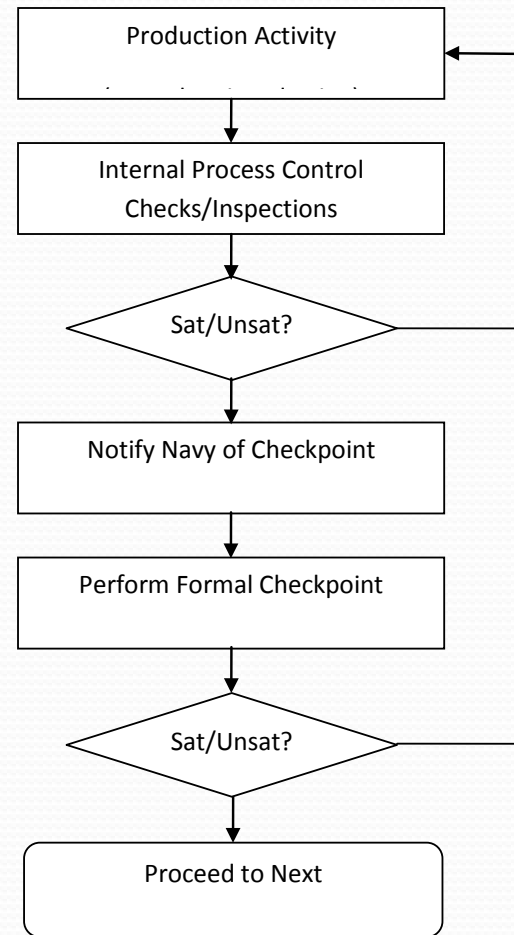 Production Activity
Internal Process Control
Checks/Inspections
Sat/Unsat?
Notify Navy of Checkpoint
Perform Formal Checkpoint
Sat/Unsat?
Proceed to Next